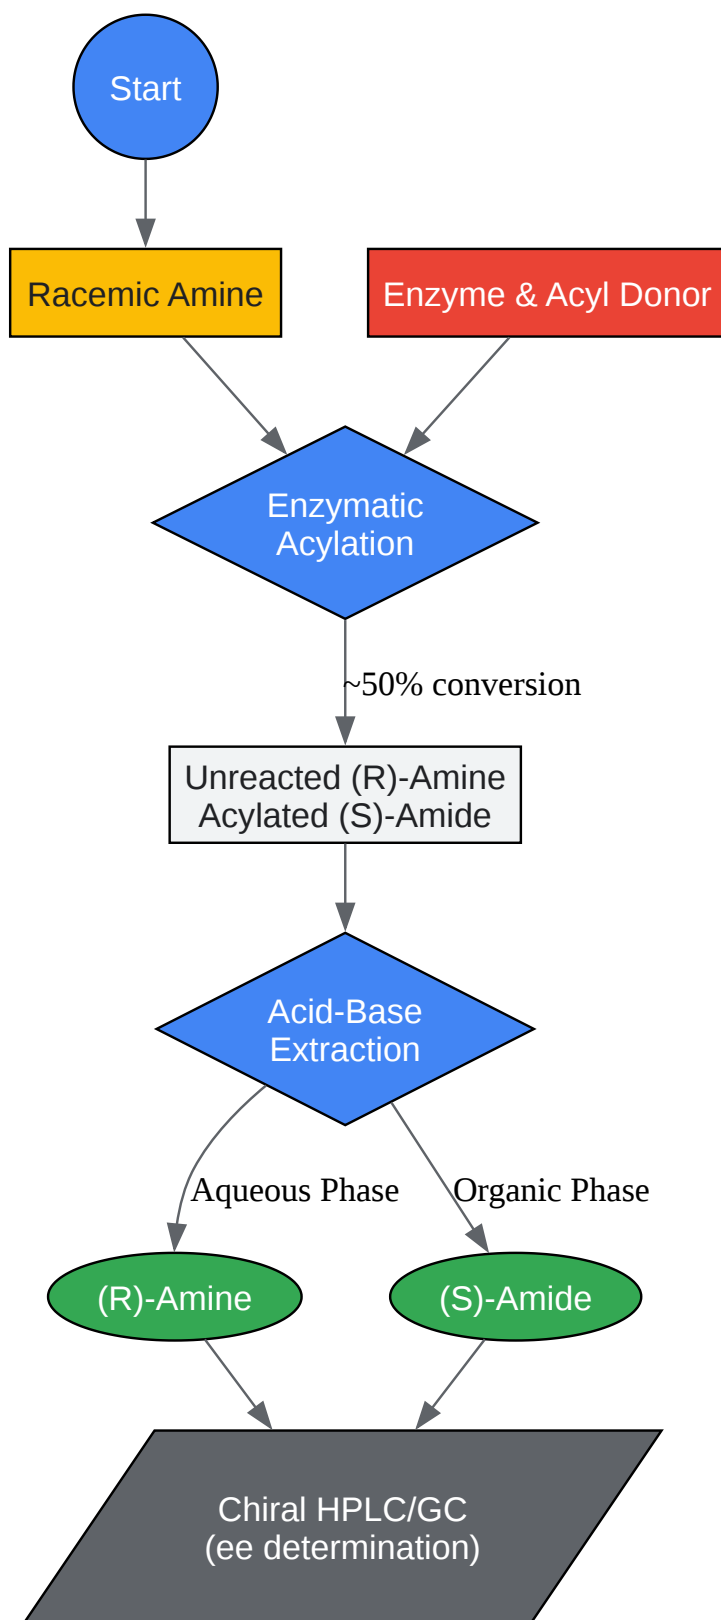 Start
Racemic Amine
Enzyme & Acyl Donor
Enzymatic
Acylation
~50% conversion
Unreacted (R)-Amine
Acylated (S)-Amide
Acid-Base
Extraction
Aqueous Phase
Organic Phase
(R)-Amine
(S)-Amide
Chiral HPLC/GC
(ee determination)